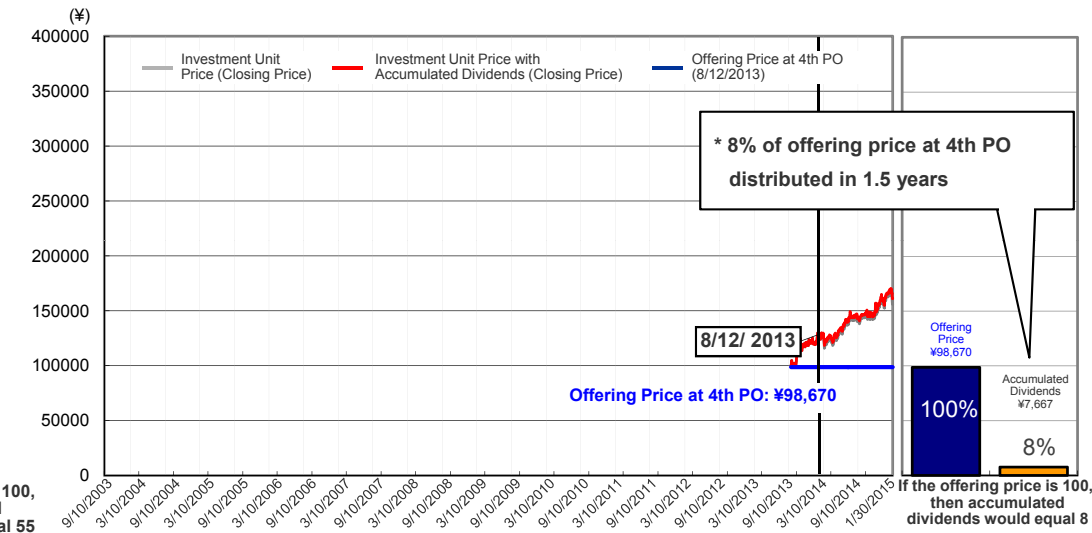 (¥)
400000
350000
300000
250000
200000
150000
100000
50000
0
Investment Unit
Price (Closing Price)
Investment Unit Price with
Accumulated Dividends (Closing Price)
Offering Price at 4th PO
(8/12/2013)
* 8% of offering price at 4th PO
distributed in 1.5 years
8/12/ 2013
Offering Price at 4th PO: ¥98,670
Offering
Price
¥98,670
100%
Accumulated
Dividends
¥7,667
8%
9/10/2003
3/10/2004
9/10/2004
3/10/2005
9/10/2005
3/10/2006
9/10/2006
3/10/2007
9/10/2007
3/10/2008
9/10/2008
3/10/2009
9/10/2009
3/10/2010
9/10/2010
3/10/2011
9/10/2011
3/10/2012
9/10/2012
3/10/2013
9/10/2013
3/10/2014
9/10/2014
1/30/2015
100,
al 55
If the offering price is 100,
then accumulated
dividends would equal 8